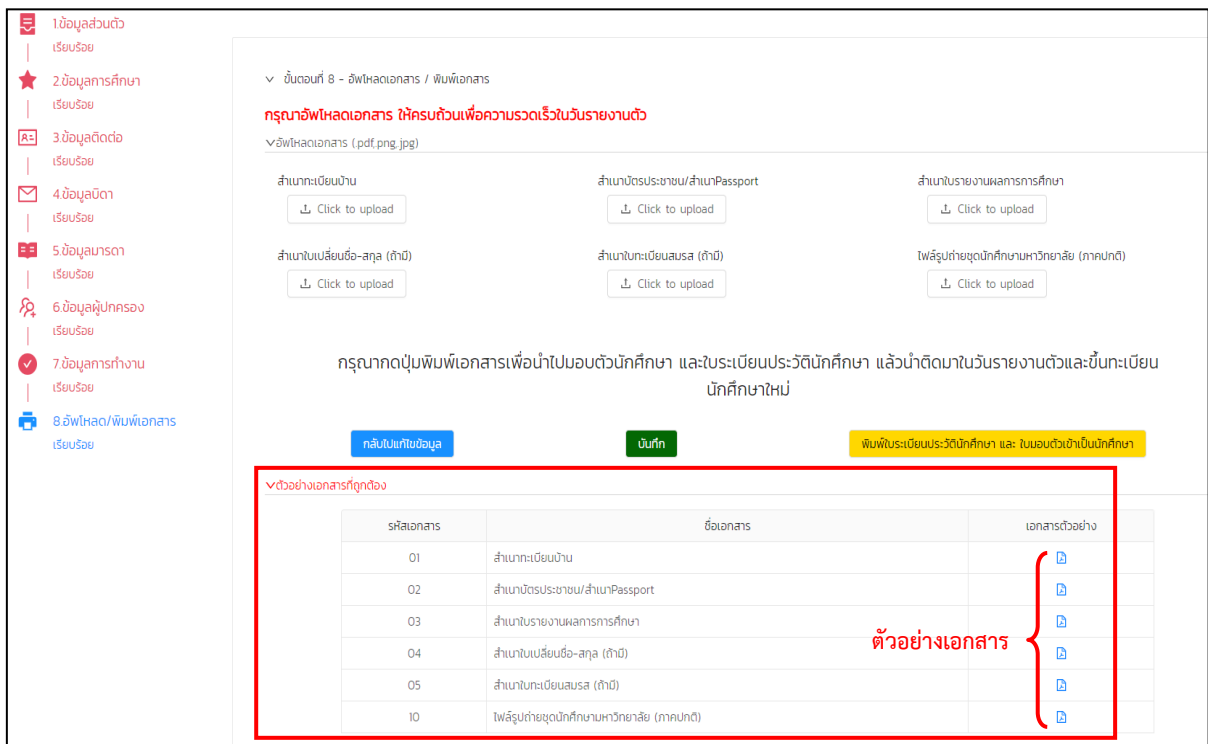 1.ข้อมูลส่วนตัว
เรียบร้อย
2.ข้อมูลการศึกษา
เรียบร้อย
3.ข้อมูลติดต่อ
เรียบร้อย
4.ข้อมูลบิดา
เรียบร้อย
5.ข้อมูลมารดา
เรียบร้อย
6.ข้อมูลผู้ปกครอง
เรียบร้อย
7.ข้อมูลการทำงาน
เรียบร้อย
8.อัพโหลด/พิมพ์เอกสาร
เรียบร้อย
ขั้นตอนที่ 8 - อัพโหลดเอกสาร / พิมพ์เอกสาร
กรุณาอัพโหลดเอกสาร ให้ครบถ้วนเพื่อความรวดเร็วในวันรายงานตัว
อัพโหลดเอกสาร (.pdf,png,jpg)
สำเนาทะเบียนบ้าน สำเนาบัตรประชาชน/สำเนาPassport สำเนาใบรายงานผลการการศึกษา
Click to upload Click to upload Click to upload
สำเนาใบเปลี่ยนชื่อ-สกุล (ถ้ามี) สำเนาใบทะเบียนสมรส (ถ้ามี) ไฟล์รูปถ่ายชุดนักศึกษามหาวิทยาลัย (ภาคปกติ)
Click to upload Click to upload Click to upload
กรุณากดปุ่มพิมพ์เอกสารเพื่อนำไปมอบตัวนักศึกษา และใบระเบียนประวัตินักศึกษา แล้วนำติดมาในวันรายงานตัวและขึ้นทะเบียน
นักศึกษาใหม่
กลับไปแก้ไขข้อมูล บันทึก พิมพ์ใบระเบียนประวัตินักศึกษา และ ใบมอบตัวเข้าเป็นนักศึกษา
ตัวอย่างเอกสารที่ถูกต้อง
รหัสเอกสาร ชื่อเอกสาร เอกสารตัวอย่าง
01 สำเนาทะเบียนบ้าน
02 สำเนาบัตรประชาชน/สำเนาPassport
03 สำเนาใบรายงานผลการการศึกษา
ตัวอย่างเอกสาร
04 สำเนาใบเปลี่ยนชื่อ-สกุล (ถ้ามี)
05 สำเนาใบทะเบียนสมรส (ถ้ามี)
10 ไฟล์รูปถ่ายชุดนักศึกษามหาวิทยาลัย (ภาคปกติ)